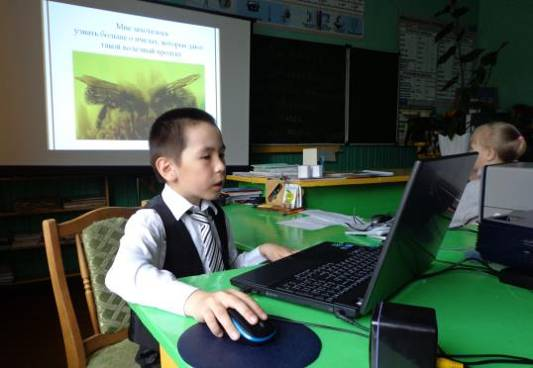 Мне захотелось
узнать больше о пчелах, которые дают
такой полезный продукт